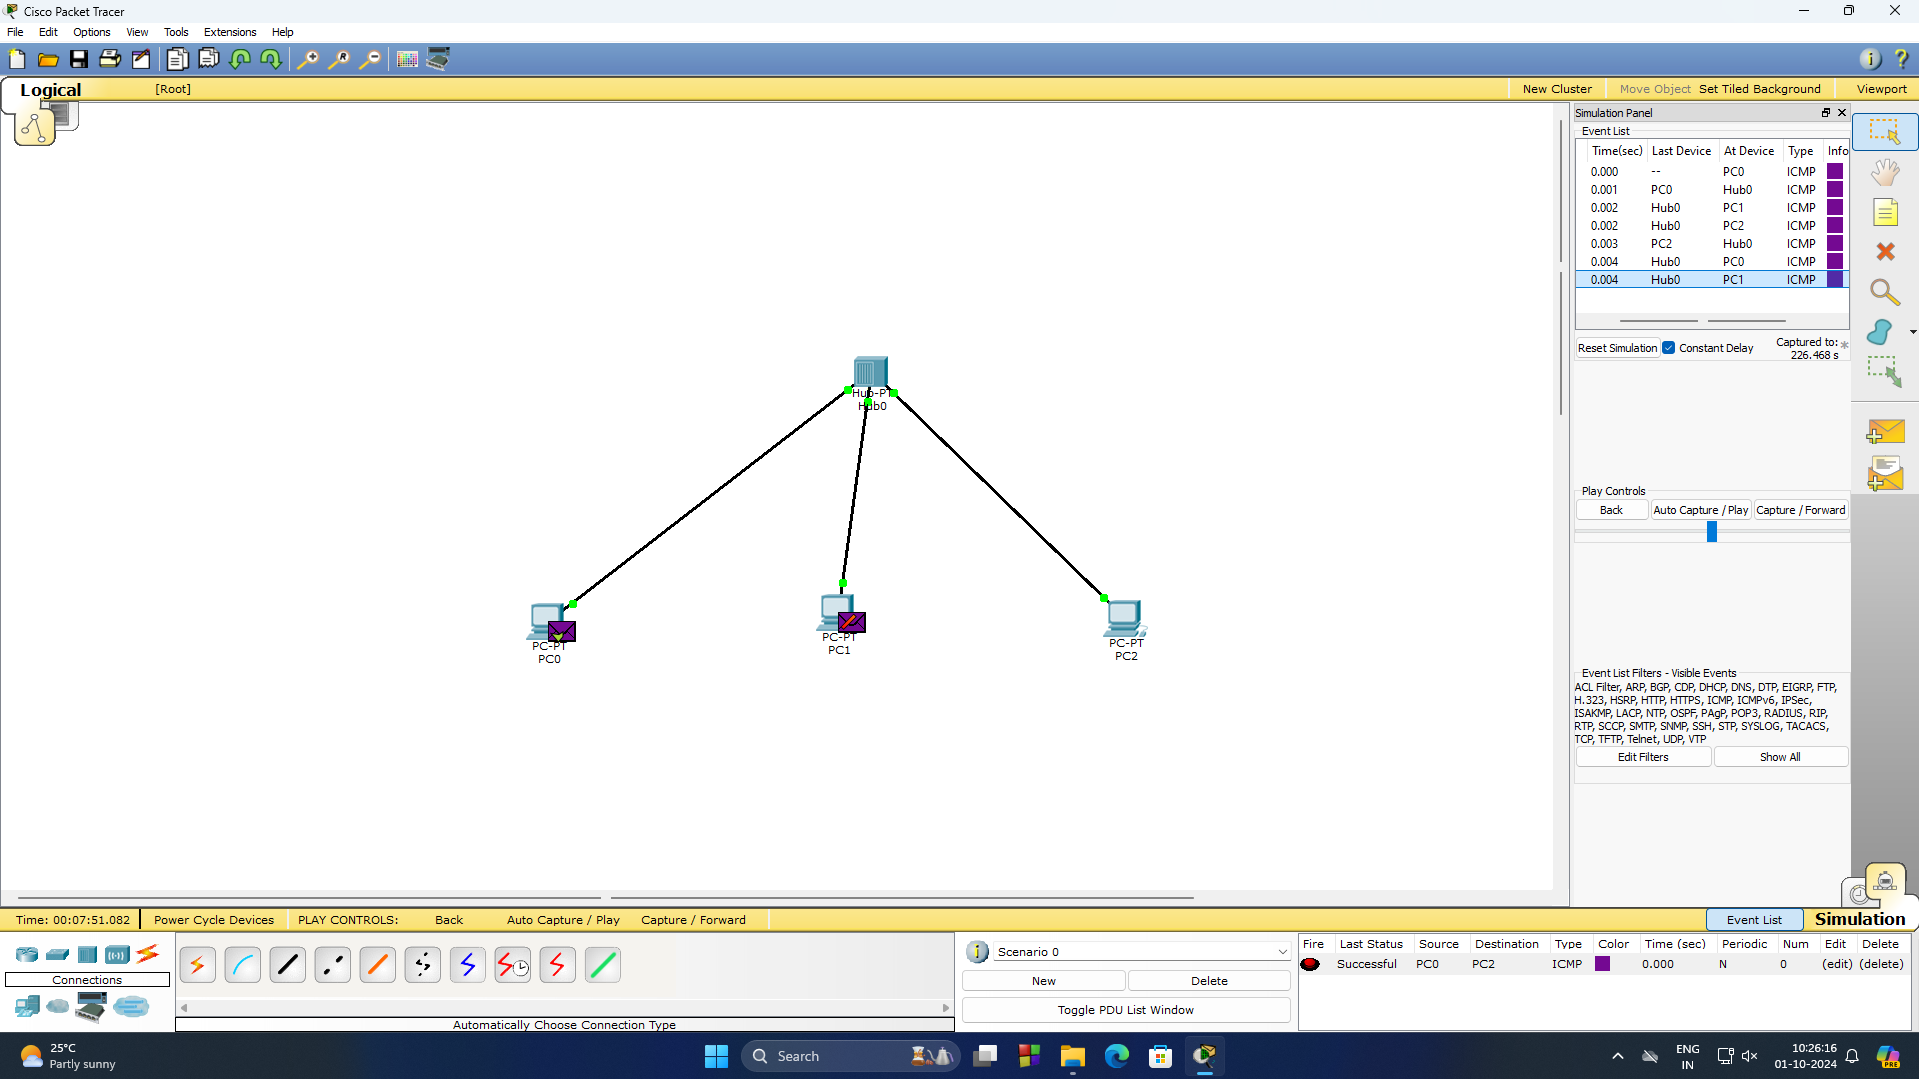 Cisco Packet Tracer
File Edit Options View Tools Extensions Help
Logical [Root] New Cluster Move Object Set Tiled Background Viewport
Simulation Panel
Event List
Time(sec) Last Device At Device Type Info
0.000 -- PC0 ICMP
0.001 PC0 Hub0 ICMP
0.002 Hub0 PC1 ICMP
0.002 Hub0 PC2 ICMP
0.003 PC2 Hub0 ICMP
0.004 Hub0 PC0 ICMP
0.004 Hub0 PC1 ICMP
Reset Simulation Constant Delay Captured to: *
226.468 s
Hub-PT
Hub0
PC-PT
PC0
PC-PT
PC1
PC-PT
PC2
Play Controls
Back Auto Capture / Play Capture / Forward
Event List Filters - Visible Events
ACL Filter, ARP, BGP, CDP, DHCP, DNS, DTP, EIGRP, FTP,
H.323, HSRP, HTTP, HTTPS, ICMP, ICMPv6, IPSec,
ISAKMP, LACP, NTP, OSPF, PAgP, POP3, RADIUS, RIP,
RTP, SCCP, SMTP, SNMP, SSH, STP, SYSLOG, TACACS,
TCP, TFTP, Telnet, UDP, VTP
Edit Filters Show All
Time: 00:07:51.082 Power Cycle Devices PLAY CONTROLS: Back Auto Capture / Play Capture / Forward Event List Simulation
Connections
Automatically Choose Connection Type
Scenario 0
New Delete
Toggle PDU List Window
Fire Last Status Source Destination Type Color Time (sec) Periodic Num Edit Delete
Successful PC0 PC2 ICMP 0.000 N 0 (edit) (delete)
25°C
Partly sunny
Search
ENG
IN
10:26:16
01-10-2024
PRE